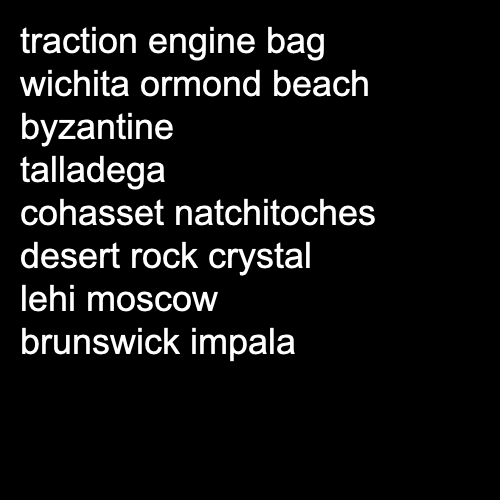 traction engine bag
wichita ormond beach
byzantine
talladega
cohasset natchitoches
desert rock crystal
lehi moscow
brunswick impala